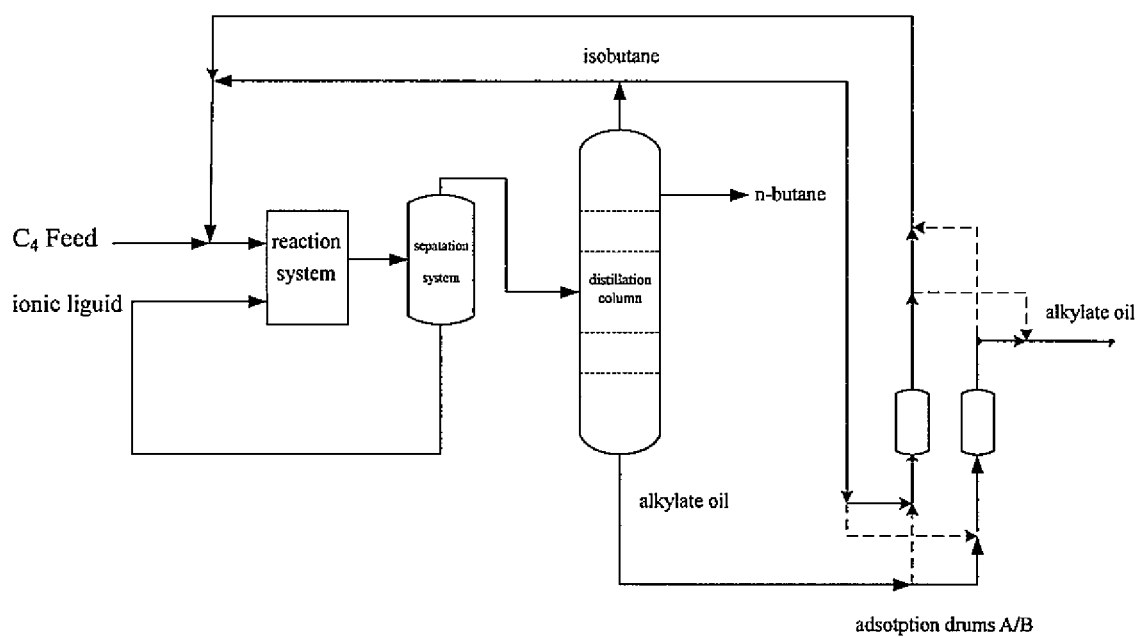 isobutane
n-butane
C₄ Feed
reaction
system
sepatation
system
distillation
column
ionic liguid
alkylate oil
alkylate oil
adsotption drums A/B